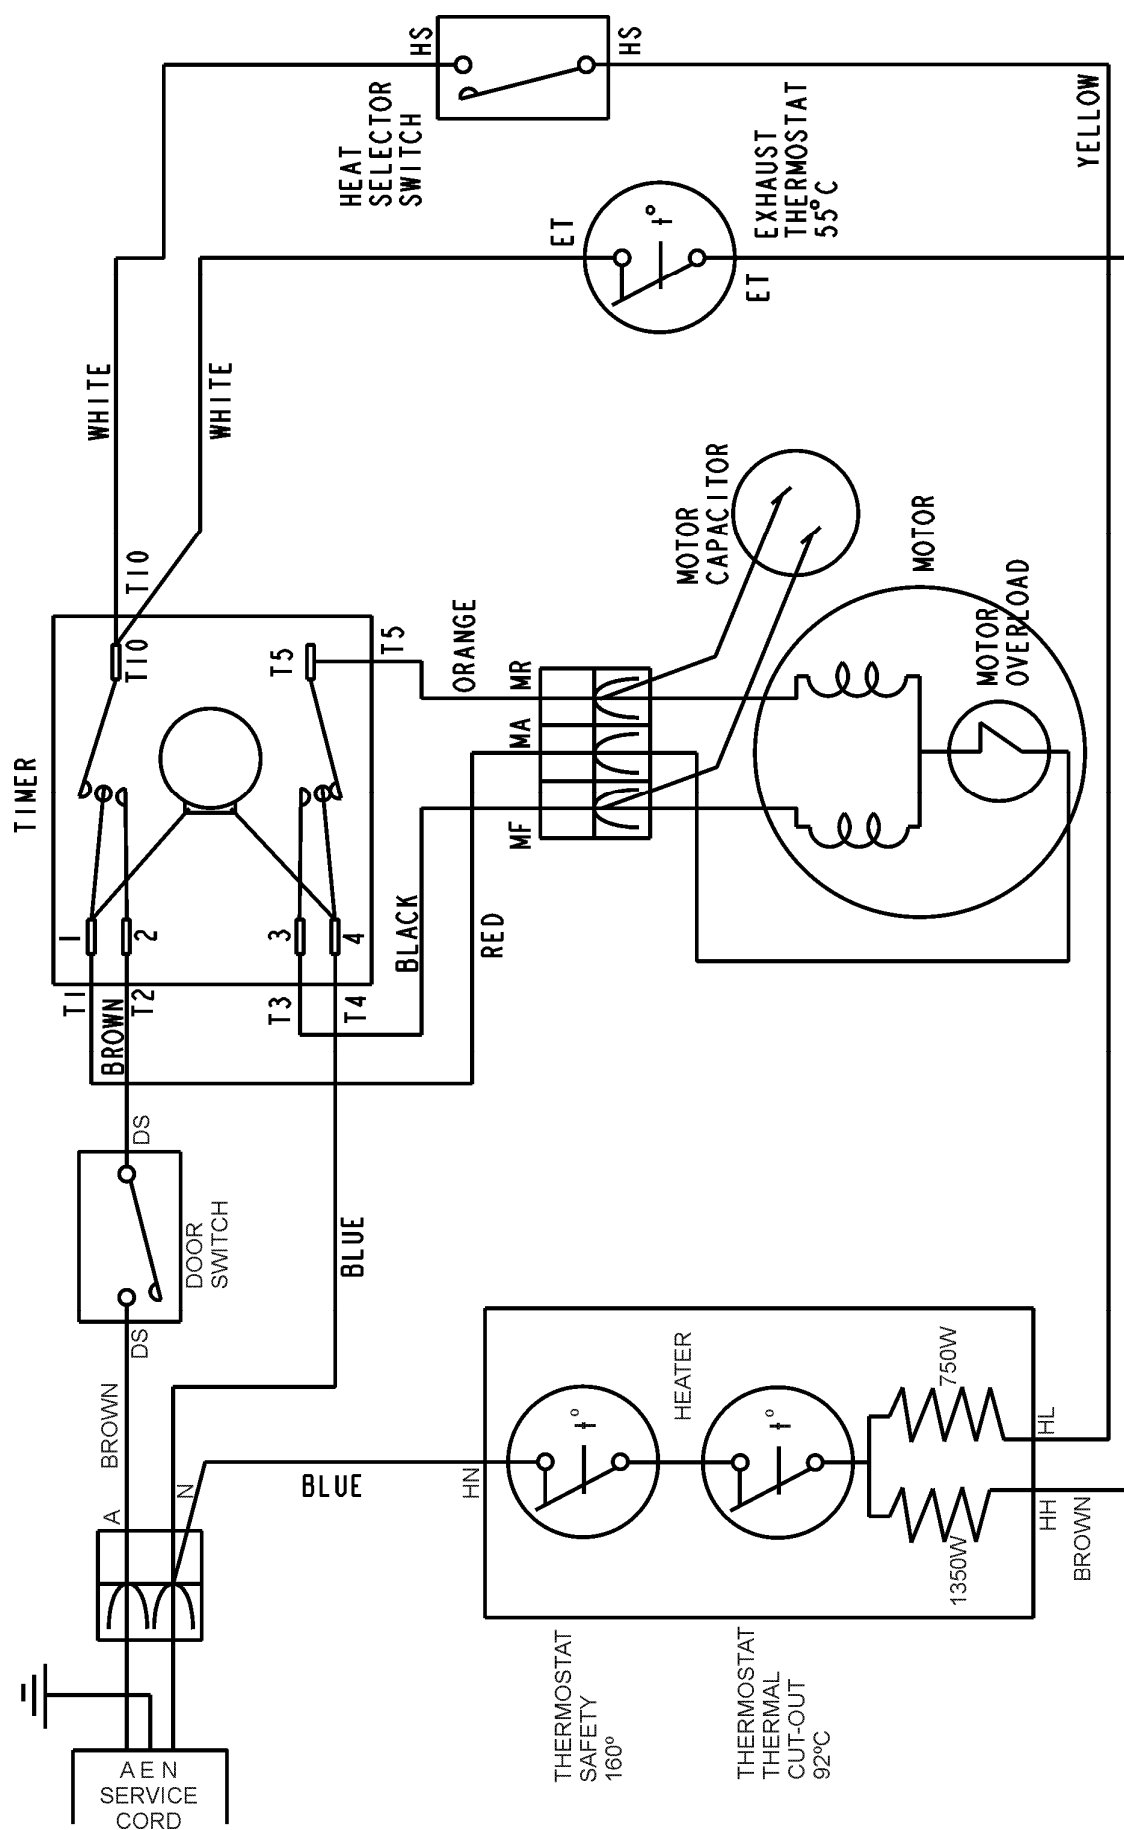 HS
HS
HEAT
SELECTOR
SWITCH
YELLOW
ET
t°
EXHAUST
THERMOSTAT
55°C
ET
WHITE
WHITE
MOTOR
CAPACITOR
MOTOR
MOTOR
OVERLOAD
T10
T10
T5
T5
ORANGE
MR
MA
MF
TIMER
1
2
3
4
BLACK
RED
T1
BROWN
T2
T3
T4
DS
DOOR
SWITCH
DS
BLUE
BROWN
A
N
BLUE
HN
t°
HEATER
t°
750W
HL
1350W
HH
BROWN
THERMOSTAT
SAFETY
160°
THERMOSTAT
THERMAL
CUT-OUT
92°C
A E N
SERVICE
CORD